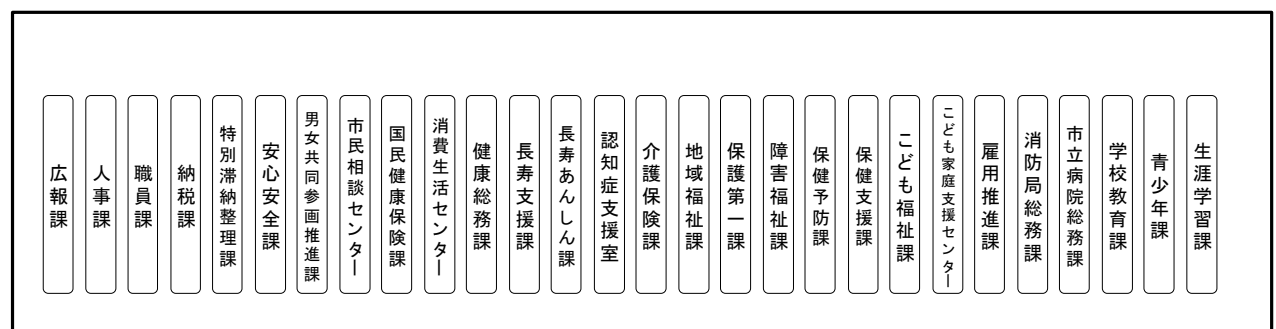 広報課
人事課
職員課
納税課
特別滞納整理課
安心安全課
男女共同参画推進課
市民相談センター
国民健康保険課
消費生活センター
健康総務課
長寿支援課
長寿あんしん課
認知症支援室
介護保険課
地域福祉課
保護第一課
障害福祉課
保健予防課
保健支援課
こども福祉課
こども家庭支援センター
雇用推進課
消防局総務課
市立病院総務課
学校教育課
青少年課
生涯学習課